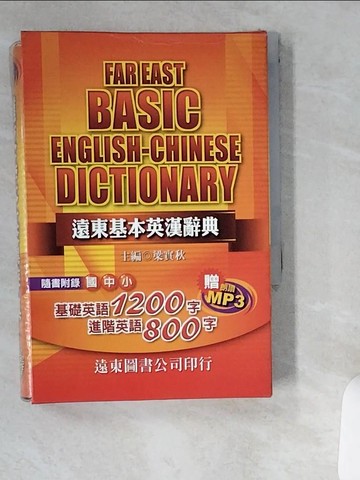 FAR EAST
BASIC
ENGLISH-CHINESE
DICTIONARY
遠東基本英漢辭典
主編◎梁實秋
隨書附錄 國中小
基礎英語1200字
進階英語800字
贈 朗讀 MP3
遠東圖書公司印行